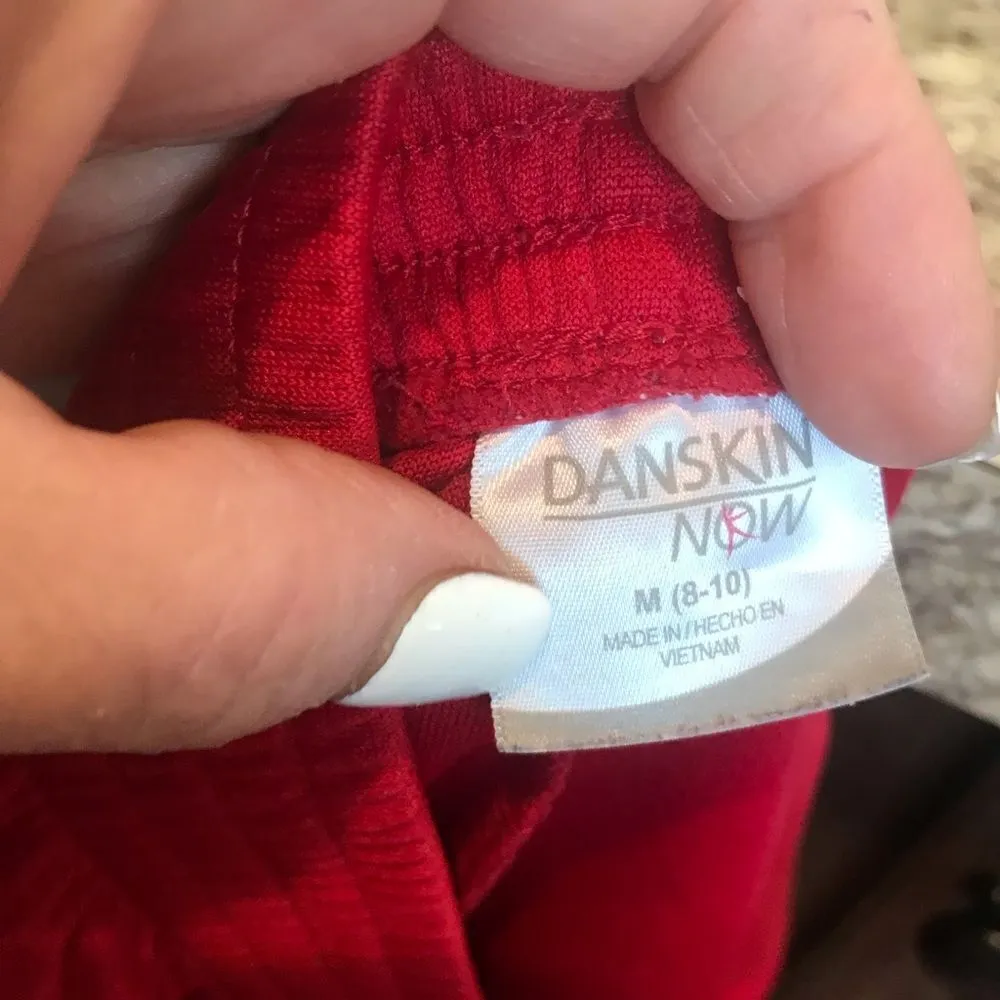 DANSKIN
NOW
M (8-10)
MADE IN / HECHO EN
VIETNAM